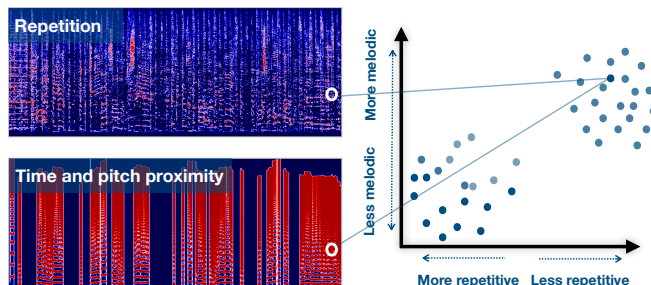 Repetition
Time and pitch proximity
More melodic
Less melodic
More repetitive
Less repetitive